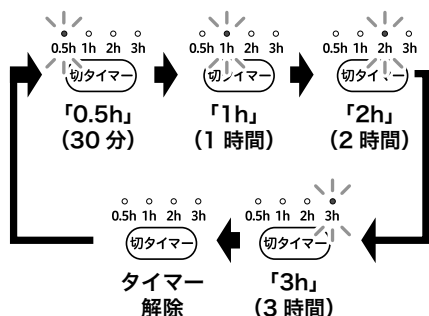 0.5h 1h 2h 3h
切タイマー
「0.5h」
（30 分）
0.5h 1h 2h 3h
切タイマー
「1h」
（1 時間）
0.5h 1h 2h 3h
切タイマー
「2h」
（2 時間）
0.5h 1h 2h 3h
切タイマー
「3h」
（3 時間）
0.5h 1h 2h 3h
切タイマー
タイマー
解除